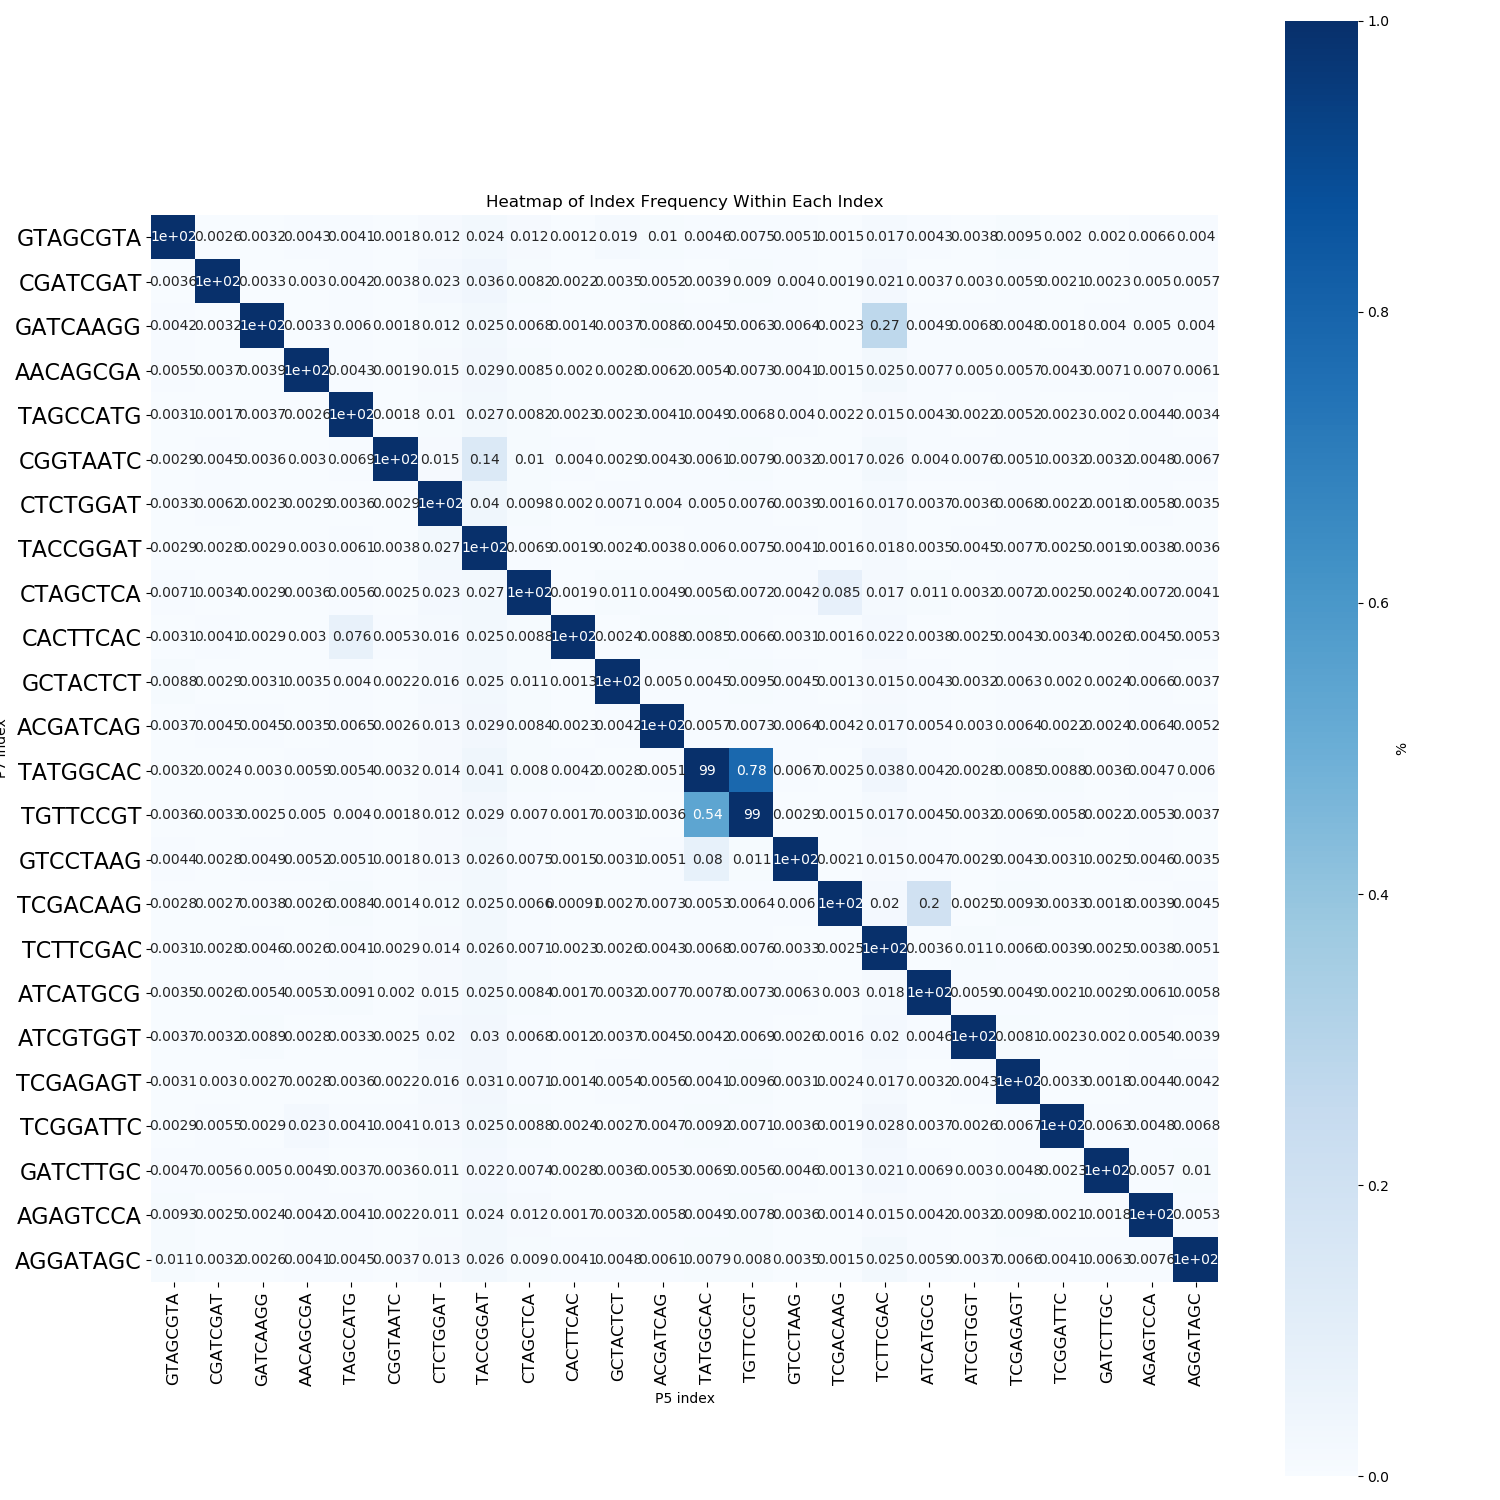 Heatmap of Index Frequency Within Each Index
GTAGCGTA 1e+02 0.0026 0.0032 0.0043 0.0041 0.0018 0.012 0.024 0.012 0.0012 0.019 0.01 0.0046 0.0075 0.0051 0.0015 0.017 0.0043 0.0038 0.0095 0.002 0.002 0.0066 0.004
CGATCGAT 0.0036 1e+02 0.0033 0.003 0.0042 0.0038 0.023 0.036 0.0082 0.0022 0.0035 0.0052 0.0039 0.009 0.004 0.0019 0.021 0.0037 0.003 0.0059 0.0021 0.0023 0.005 0.0057
GATCAAGG 0.0042 0.0032 1e+02 0.0033 0.006 0.0018 0.012 0.025 0.0068 0.0014 0.0037 0.0086 0.0045 0.0063 0.0064 0.0023 0.27 0.0049 0.0068 0.0048 0.0018 0.004 0.005 0.004
AACAGCGA 0.0055 0.0037 0.0039 1e+02 0.0043 0.0019 0.015 0.029 0.0085 0.002 0.0028 0.0062 0.0054 0.0073 0.0041 0.0015 0.025 0.0077 0.005 0.0057 0.0043 0.0071 0.007 0.0061
TAGCCATG 0.0031 0.0017 0.0037 0.0026 1e+02 0.0018 0.01 0.027 0.0082 0.0023 0.0023 0.0041 0.0049 0.0068 0.004 0.0022 0.015 0.0043 0.0022 0.0052 0.0023 0.002 0.0044 0.0034
CGGTAATC 0.0029 0.0045 0.0036 0.003 0.0069 1e+02 0.015 0.14 0.01 0.004 0.0029 0.0043 0.0061 0.0079 0.0032 0.0017 0.026 0.004 0.0076 0.0051 0.0032 0.0032 0.0048 0.0067
CTCTGGAT 0.0033 0.0062 0.0023 0.0029 0.0036 0.0029 1e+02 0.04 0.0098 0.002 0.0071 0.004 0.005 0.0076 0.0039 0.0016 0.017 0.0037 0.0036 0.0068 0.0022 0.0018 0.0058 0.0035
TACCGGAT 0.0029 0.0028 0.0029 0.003 0.0061 0.0038 0.027 1e+02 0.0069 0.0019 0.0024 0.0038 0.006 0.0075 0.0041 0.0016 0.018 0.0035 0.0045 0.0077 0.0025 0.0019 0.0038 0.0036
CTAGCTCA 0.0071 0.0034 0.0029 0.0036 0.0056 0.0025 0.023 0.027 1e+02 0.0019 0.011 0.0049 0.0056 0.0072 0.0042 0.085 0.017 0.011 0.0032 0.0072 0.0025 0.0024 0.0072 0.0041
CACTTCAC 0.0031 0.0041 0.0029 0.003 0.076 0.0053 0.016 0.025 0.0088 1e+02 0.0024 0.0088 0.0085 0.0066 0.0031 0.0016 0.022 0.0038 0.0025 0.0043 0.0034 0.0026 0.0045 0.0053
GCTACTCT 0.0088 0.0029 0.0031 0.0035 0.004 0.0022 0.016 0.025 0.011 0.0013 1e+02 0.005 0.0045 0.0095 0.0045 0.0013 0.015 0.0043 0.0032 0.0063 0.002 0.0024 0.0066 0.0037
ACGATCAG 0.0037 0.0045 0.0045 0.0035 0.0065 0.0026 0.013 0.029 0.0084 0.0023 0.0042 1e+02 0.0057 0.0073 0.0064 0.0042 0.017 0.0054 0.003 0.0064 0.0022 0.0024 0.0064 0.0052
TATGGCAC 0.0032 0.0024 0.003 0.0059 0.0054 0.0032 0.014 0.041 0.008 0.0042 0.0028 0.0051 99 0.78 0.0067 0.0025 0.038 0.0042 0.0028 0.0085 0.0088 0.0036 0.0047 0.006
TGTTCCGT 0.0036 0.0033 0.0025 0.005 0.004 0.0018 0.012 0.029 0.007 0.0017 0.0031 0.0036 0.54 99 0.0029 0.0015 0.017 0.0045 0.0032 0.0069 0.0058 0.0022 0.0053 0.0037
GTCCTAAG 0.0044 0.0028 0.0049 0.0052 0.0051 0.0018 0.013 0.026 0.0075 0.0015 0.0031 0.0051 0.08 0.011 1e+02 0.0021 0.015 0.0047 0.0029 0.0043 0.0031 0.0025 0.0046 0.0035
TCGACAAG 0.0028 0.0027 0.0038 0.0026 0.0084 0.0014 0.012 0.025 0.0066 0.00091 0.0027 0.0073 0.0053 0.0064 0.006 1e+02 0.02 0.2 0.0025 0.0093 0.0033 0.0018 0.0039 0.0045
TCTTCGAC 0.0031 0.0028 0.0046 0.0026 0.0041 0.0029 0.014 0.026 0.0071 0.0023 0.0026 0.0043 0.0068 0.0076 0.0033 0.0025 1e+02 0.0036 0.011 0.0066 0.0039 0.0025 0.0038 0.0051
ATCATGCG 0.0035 0.0026 0.0054 0.0053 0.0091 0.002 0.015 0.025 0.0084 0.0017 0.0032 0.0077 0.0078 0.0073 0.0063 0.003 0.018 1e+02 0.0059 0.0049 0.0021 0.0029 0.0061 0.0058
ATCGTGGT 0.0037 0.0032 0.0089 0.0028 0.0033 0.0025 0.02 0.03 0.0068 0.0012 0.0037 0.0045 0.0042 0.0069 0.0026 0.0016 0.02 0.0046 1e+02 0.0081 0.0023 0.002 0.0054 0.0039
TCGAGAGT 0.0031 0.003 0.0027 0.0028 0.0036 0.0022 0.016 0.031 0.0071 0.0014 0.0054 0.0056 0.0041 0.0096 0.0031 0.0024 0.017 0.0032 0.0043 1e+02 0.0033 0.0018 0.0044 0.0042
TCGGATTC 0.0029 0.0055 0.0029 0.023 0.0041 0.0041 0.013 0.025 0.0088 0.0024 0.0027 0.0047 0.0092 0.0071 0.0036 0.0019 0.028 0.0037 0.0026 0.0067 1e+02 0.0063 0.0048 0.0068
GATCTTGC 0.0047 0.0056 0.005 0.0049 0.0037 0.0036 0.011 0.022 0.0074 0.0028 0.0036 0.0053 0.0069 0.0056 0.0046 0.0013 0.021 0.0069 0.003 0.0048 0.0023 1e+02 0.0057 0.01
AGAGTCCA 0.0093 0.0025 0.0024 0.0042 0.0041 0.0022 0.011 0.024 0.012 0.0017 0.0032 0.0058 0.0049 0.0078 0.0036 0.0014 0.015 0.0042 0.0032 0.0098 0.0021 0.0018 1e+02 0.0053
AGGATAGC 0.011 0.0032 0.0026 0.0041 0.0045 0.0037 0.013 0.026 0.009 0.0041 0.0048 0.0061 0.0079 0.008 0.0035 0.0015 0.025 0.0059 0.0037 0.0066 0.0041 0.0063 0.0076 1e+02
GTAGCGTA CGATCGAT GATCAAGG AACAGCGA TAGCCATG CGGTAATC CTCTGGAT TACCGGAT CTAGCTCA CACTTCAC GCTACTCT ACGATCAG TATGGCAC TGTTCCGT GTCCTAAG TCGACAAG TCTTCGAC ATCATGCG ATCGTGGT TCGAGAGT TCGGATTC GATCTTGC AGAGTCCA AGGATAGC
P5 index
index
1.0
0.8
0.6
0.4
0.2
0.0
%